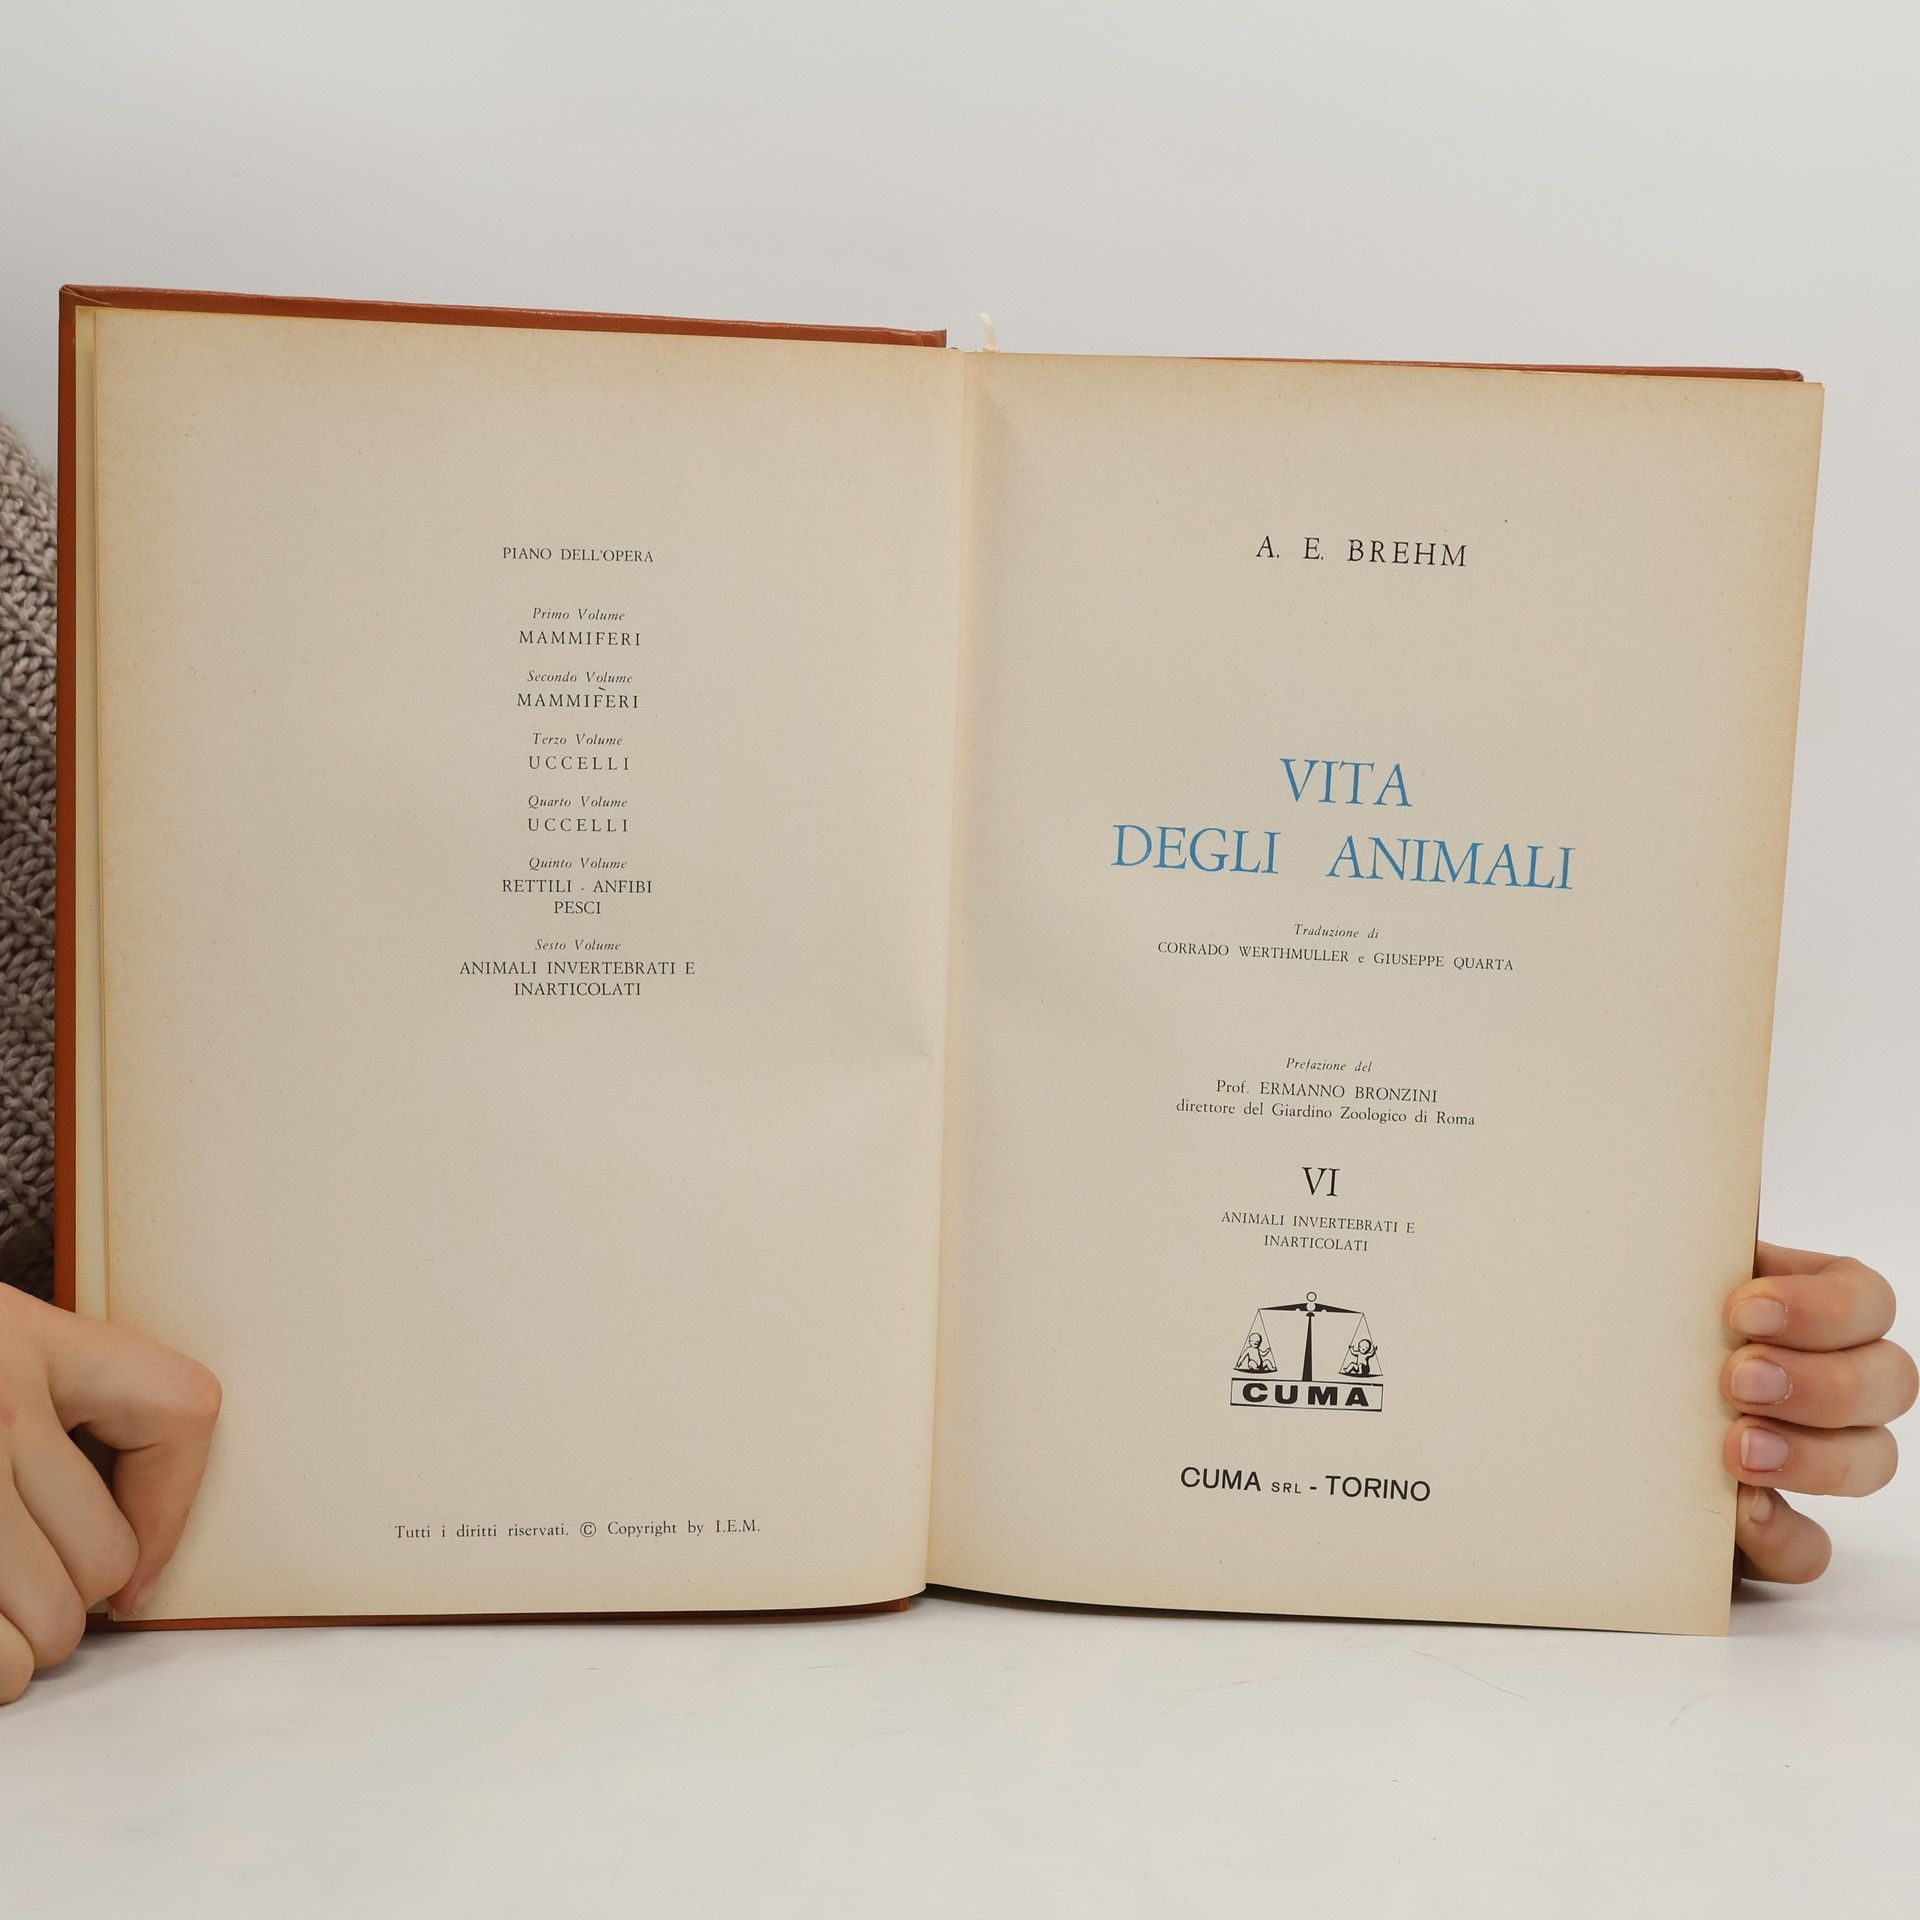 PIANO DELL'OPERA
Primo Volume
MAMMIFERI
Secondo Volume
MAMMIFERI
Terzo Volume
UCCELLI
Quarto Volume
UCCELLI
Quinto Volume
RETTILI - ANFIBI
PESCI
Sesto Volume
ANIMALI INVERTEBRATI E
INARTICOLATI
Tutti i diritti riservati. © Copyright by I.E.M.
A. E. BREHM
VITA
DEGLI ANIMALI
Traduzione di
CORRADO WERTHMULLER e GIUSEPPE QUARTA
Prefazione del
Prof. ERMANNO BRONZINI
direttore del Giardino Zoologico di Roma
VI
ANIMALI INVERTEBRATI E
INARTICOLATI
CUMA
CUMA SRL - TORINO